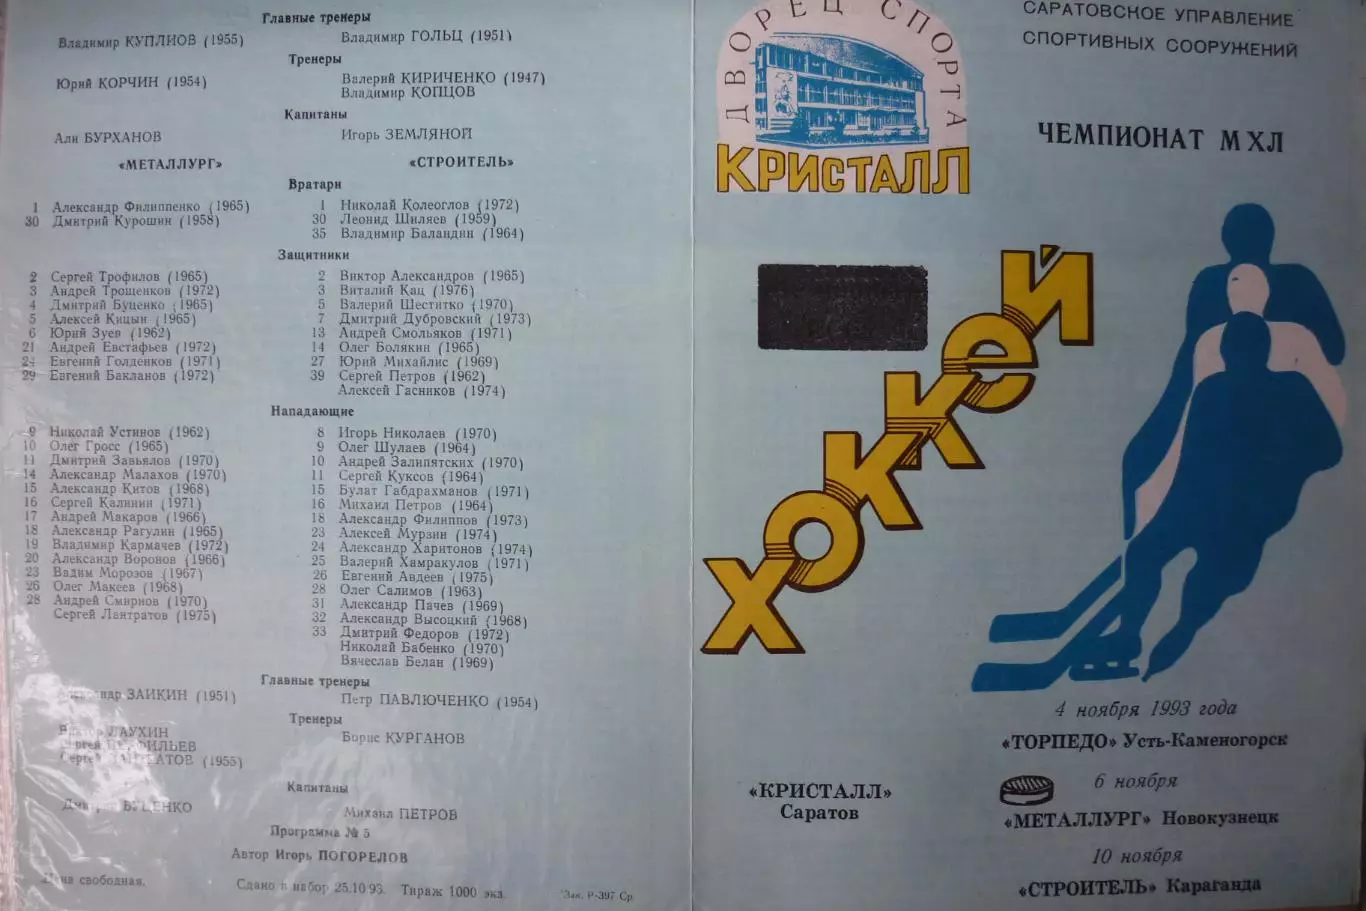 Главные тренеры
Владимир КУПЛИОВ (1955)
Владимир ГОЛЬЦ (1951)
Тренеры
Юрий КОРЧИН (1954)
Валерий КИРИЧЕНКО (1947)
Владимир КОПЦОВ
Капитаны
Али БУРХАНОВ
Игорь ЗЕМЛЯНОЙ
«МЕТАЛЛУРГ»
«СТРОИТЕЛЬ»
Вратари
1 Александр Филиппенко (1965)
30 Дмитрий Курошин (1958)
1 Николай Колеоглов (1972)
30 Леонид Шиляев (1959)
35 Владимир Баландин (1964)
Защитники
2 Сергей Трофилов (1965)
3 Андрей Трощенков (1972)
4 Дмитрий Буценко (1965)
5 Алексей Кицын (1965)
6 Юрий Зуев (1962)
21 Андрей Евстафьев (1972)
24 Евгений Голденков (1971)
29 Евгений Бакланов (1972)
2 Виктор Александров (1965)
3 Виталий Кац (1976)
5 Валерий Шеститко (1970)
7 Дмитрий Дубровский (1973)
13 Андрей Смольяков (1971)
14 Олег Болякин (1965)
27 Юрий Михайлис (1969)
39 Сергей Петров (1962)
Алексей Гасников (1974)
Нападающие
9 Николай Устинов (1962)
10 Олег Гросс (1965)
11 Дмитрий Завьялов (1970)
14 Александр Малахов (1970)
15 Александр Китов (1968)
16 Сергей Калинин (1971)
17 Андрей Макаров (1966)
18 Александр Рагулин (1965)
19 Владимир Кармачев (1972)
20 Александр Воронов (1966)
23 Вадим Морозов (1967)
26 Олег Макеев (1968)
28 Андрей Смирнов (1970)
Сергей Лантратов (1975)
8 Игорь Николаев (1970)
9 Олег Шулаев (1964)
10 Андрей Залипятских (1970)
11 Сергей Куксов (1964)
15 Булат Габдрахманов (1971)
16 Михаил Петров (1964)
18 Александр Филиппов (1973)
23 Алексей Мурзин (1974)
24 Александр Харитонов (1974)
25 Валерий Хамракулов (1971)
26 Евгений Авдеев (1975)
28 Олег Салимов (1963)
31 Александр Пачев (1969)
32 Александр Высоцкий (1968)
33 Дмитрий Федоров (1972)
Николай Бабенко (1970)
Вячеслав Белан (1969)
Главные тренеры
ЗАИКИН (1951)
Петр ПАВЛЮЧЕНКО (1954)
Тренеры
ЛАУХИН
Борис КУРГАНОВ
Сергей (1955)
Капитаны
БУЦЕНКО
Михаил ПЕТРОВ
Программа № 5
Автор Игорь ПОГОРЕЛОВ
свободная.
Сдано в набор 25.10.93. Тираж 1000 экз.
Зак. Р-397 Ср.
ДВОРЕЦ СПОРТА
КРИСТАЛЛ
САРАТОВСКОЕ УПРАВЛЕНИЕ
СПОРТИВНЫХ СООРУЖЕНИЙ
ЧЕМПИОНАТ МХЛ
ХОККЕЙ
4 ноября 1993 года
«ТОРПЕДО» Усть-Каменогорск
«КРИСТАЛЛ»
Саратов
6 ноября
«МЕТАЛЛУРГ» Новокузнецк
10 ноября
«СТРОИТЕЛЬ» Караганда